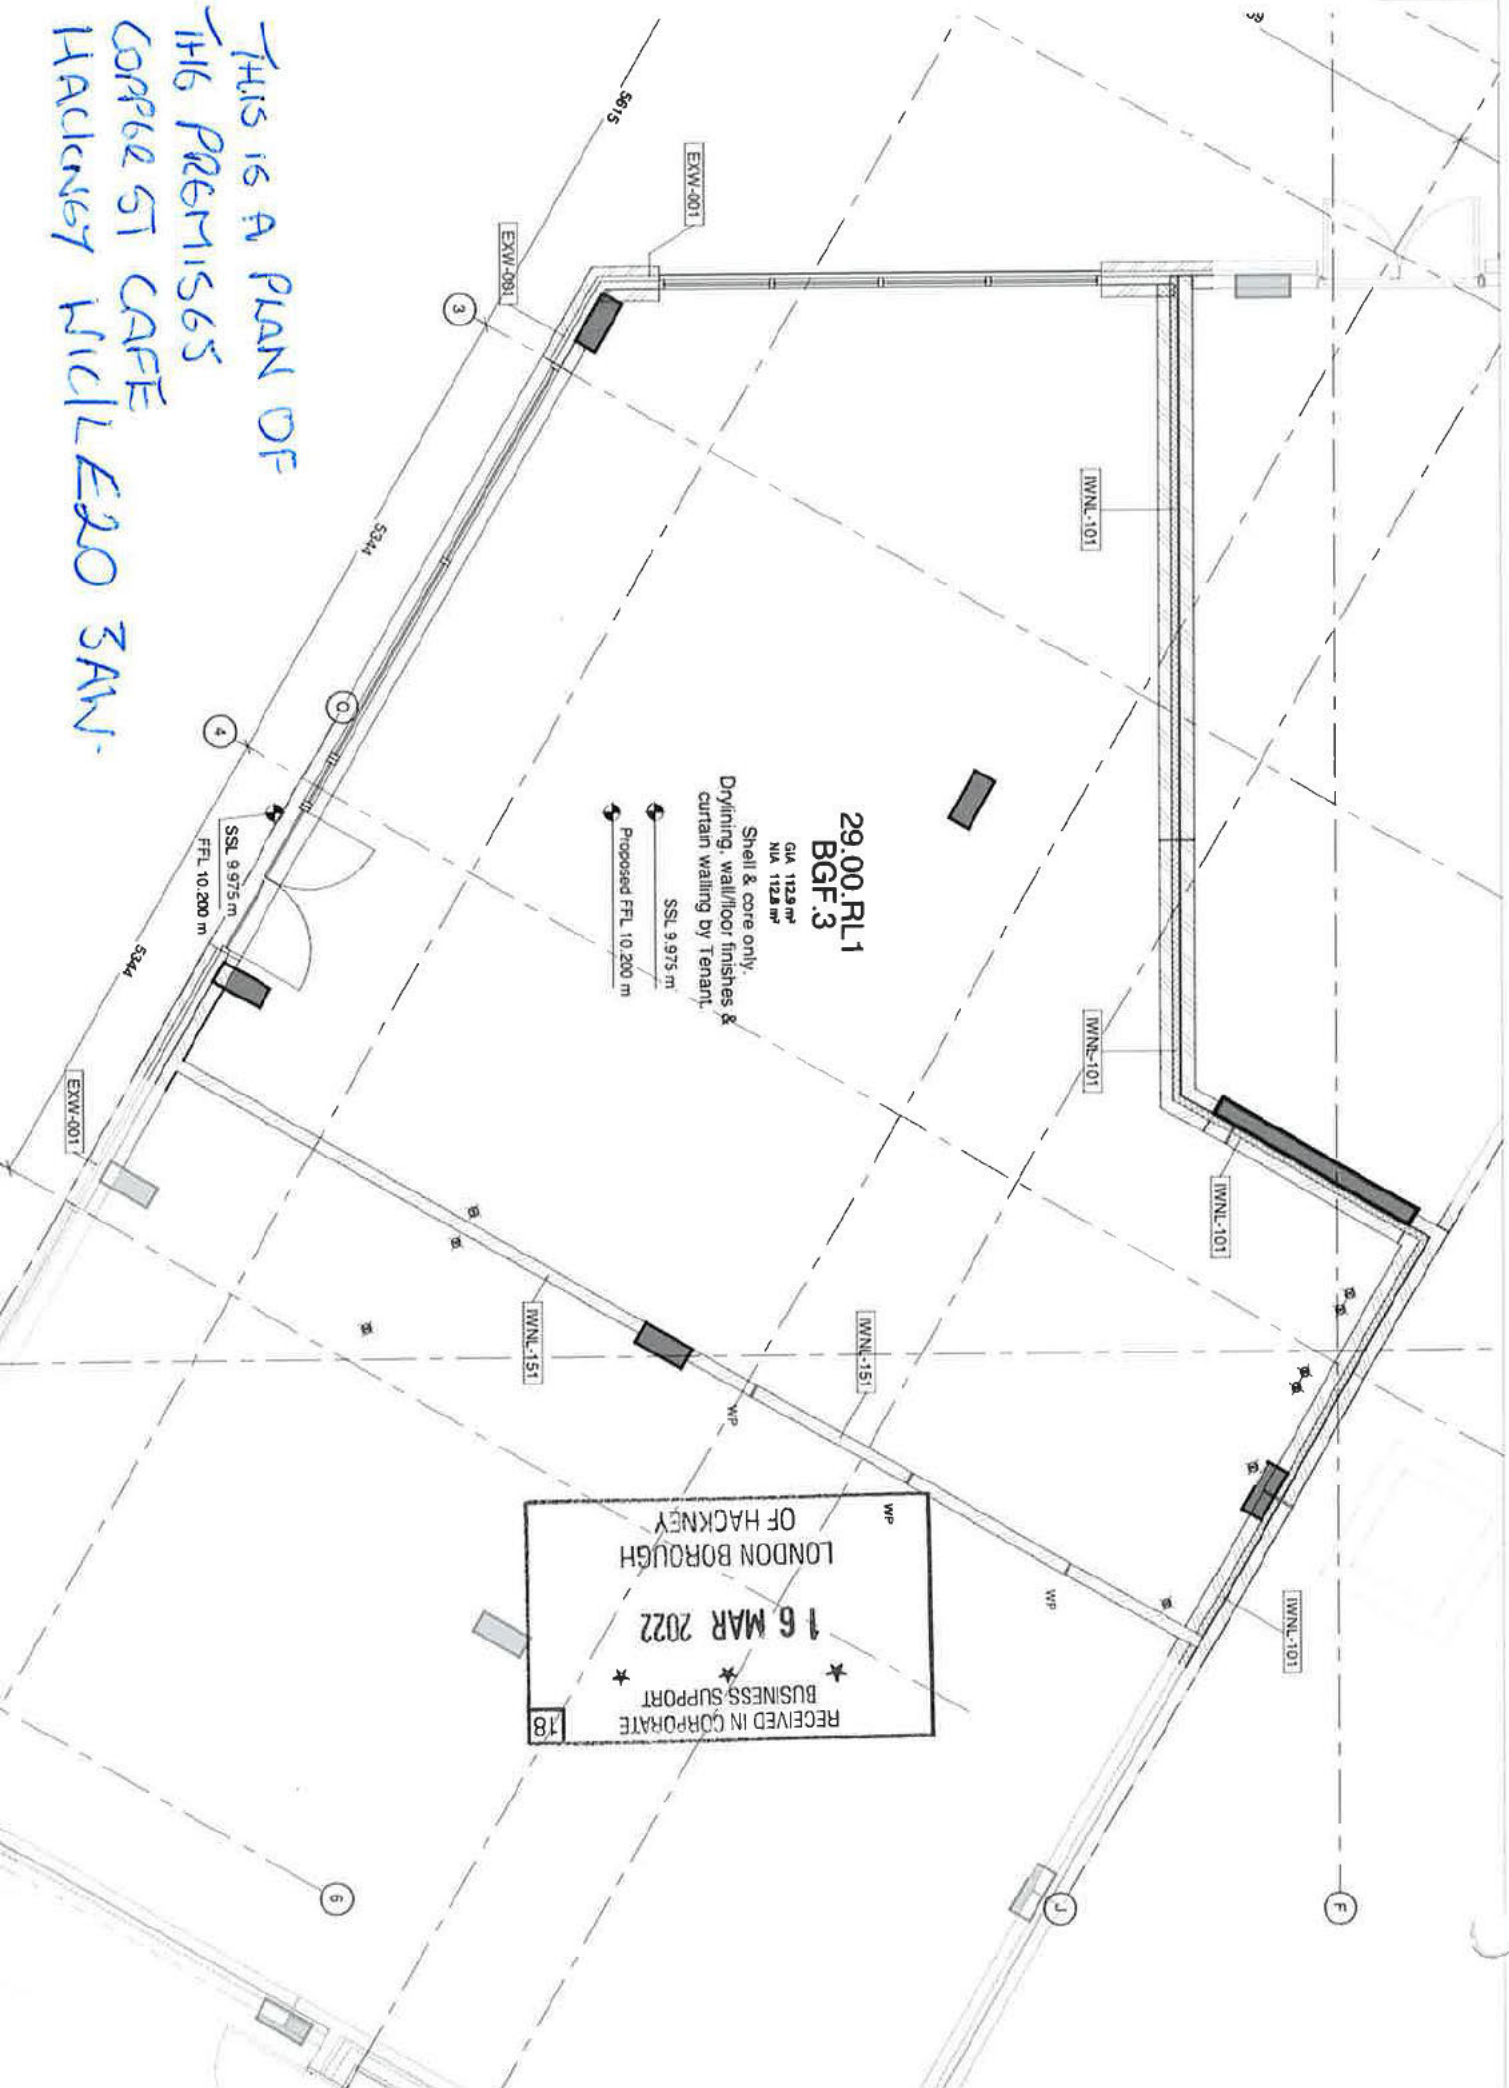 THIS IS A PLAN OF
THE PREMISES
COPPER ST CAFE
HACKNEY WICK E20 3AW.
5615
EXW-001
EXW-001
3
5344
4
IWNL-101
29.00.RL1
BGF.3
GIA 112.9 m²
NIA 112.8 m²
Shell & core only.
Drylining, wall/floor finishes &
curtain walling by Tenant.
SSL 9.975 m
Proposed FFL 10.200 m
SSL 9.975 m
FFL 10.200 m
5344
EXW-001
IWNL-101
IWNL-101
IWNL-151
IWNL-151
WP
WP
WP
IWNL-101
RECEIVED IN CORPORATE
BUSINESS SUPPORT
16 MAR 2022
LONDON BOROUGH
OF HACKNEY
18
6
J
F